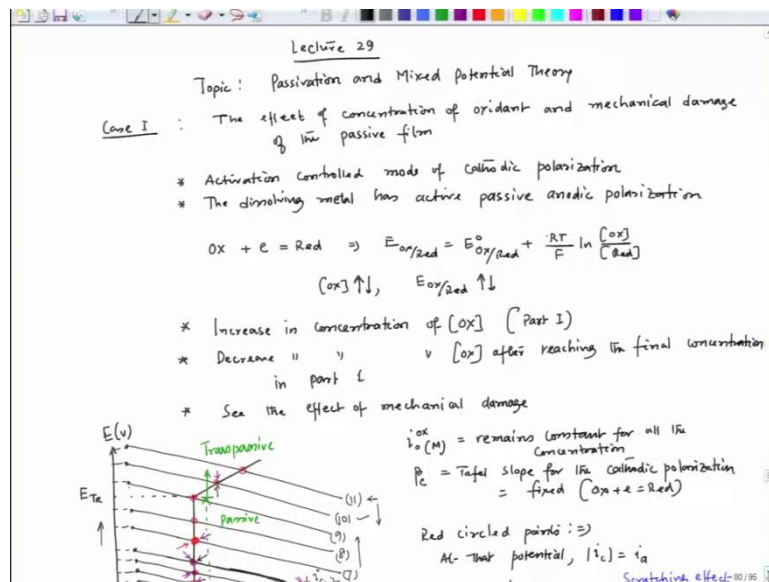 Lecture 29
Topic: Passivation and Mixed Potential Theory
Case I : The effect of concentration of oxidant and mechanical damage
of the passive film
* Activation controlled mode of cathodic polarization
* The dissolving metal has active passive anodic polarization
Ox + e = Red ⇒ E_Ox/Red = E°_Ox/Red + RT/F ln [Ox]/[Red]
[Ox] ↑↓, E_Ox/Red ↑↓
* Increase in concentration of [Ox] (Part I)
* Decrease " " " [Ox] after reaching the final concentration
in part 1
* See the effect of mechanical damage
E(V)
Transpassive
E_TR
Passive
(11)
(10)
(9)
(8)
(7)
i_o(M)^ox = remains constant for all the
concentration
β_c = Tafel slope for the cathodic polarization
= fixed (Ox + e = Red)
Red circled points :⇒
At that potential, |i_c| = i_a
Scratching effect
80/95